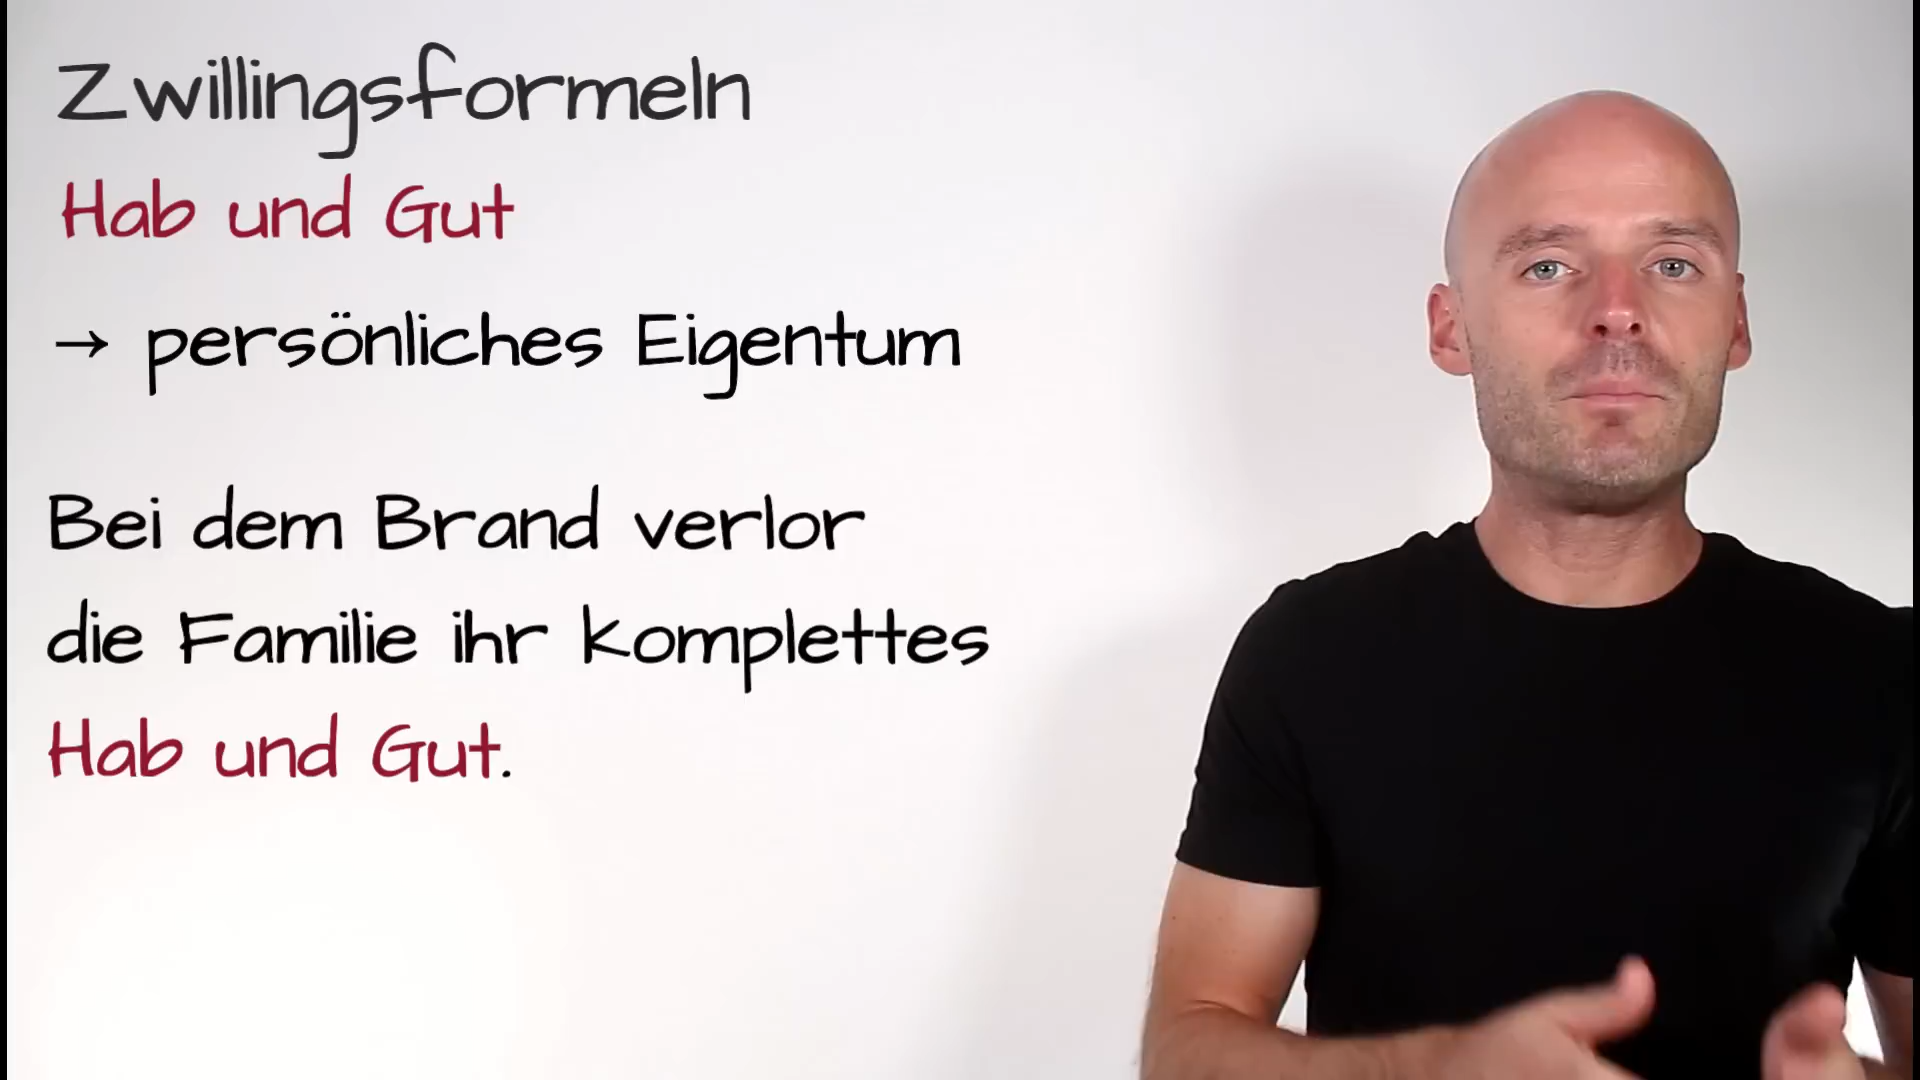 Zwillingsformeln
Hab und Gut
→ persönliches Eigentum
Bei dem Brand verlor
die Familie ihr komplettes
Hab und Gut.